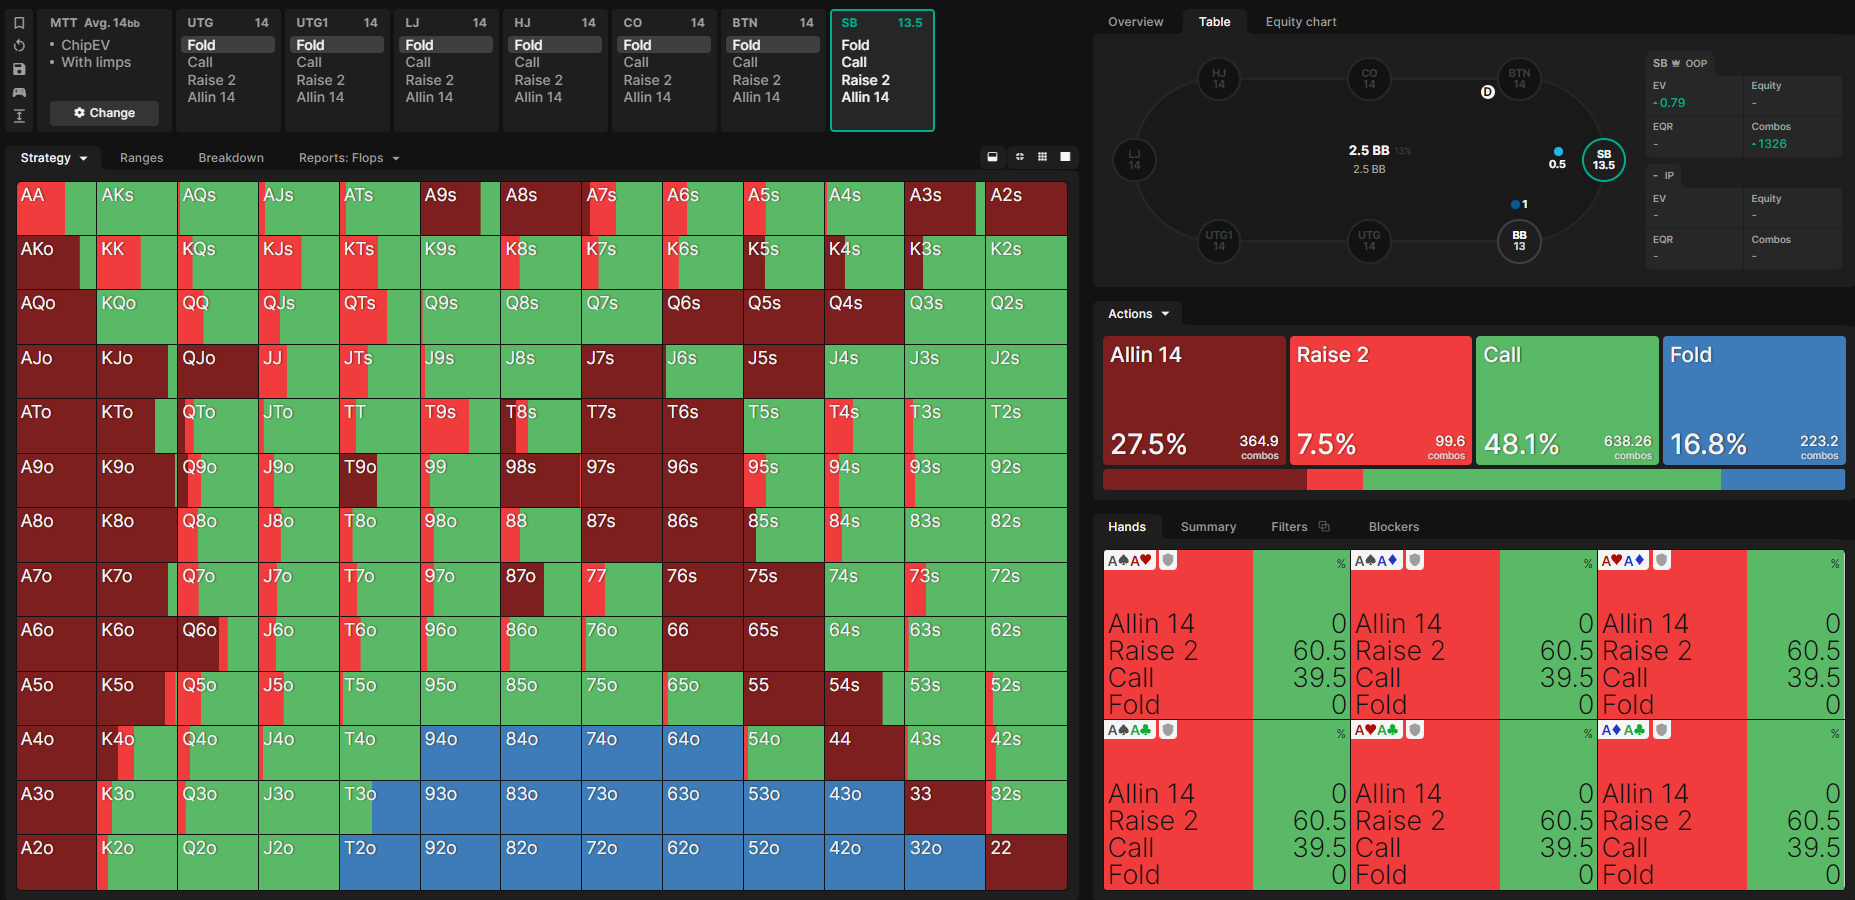 MTT Avg. 14bb
• ChipEV
• With limps
Change
UTG 14
Fold
Call
Raise 2
Allin 14
UTG1 14
Fold
Call
Raise 2
Allin 14
LJ 14
Fold
Call
Raise 2
Allin 14
HJ 14
Fold
Call
Raise 2
Allin 14
CO 14
Fold
Call
Raise 2
Allin 14
BTN 14
Fold
Call
Raise 2
Allin 14
SB 13.5
Fold
Call
Raise 2
Allin 14
Strategy Ranges Breakdown Reports: Flops
AA AKs AQs AJs ATs A9s A8s A7s A6s A5s A4s A3s A2s
AKo KK KQs KJs KTs K9s K8s K7s K6s K5s K4s K3s K2s
AQo KQo QQ QJs QTs Q9s Q8s Q7s Q6s Q5s Q4s Q3s Q2s
AJo KJo QJo JJ JTs J9s J8s J7s J6s J5s J4s J3s J2s
ATo KTo QTo JTo TT T9s T8s T7s T6s T5s T4s T3s T2s
A9o K9o Q9o J9o T9o 99 98s 97s 96s 95s 94s 93s 92s
A8o K8o Q8o J8o T8o 98o 88 87s 86s 85s 84s 83s 82s
A7o K7o Q7o J7o T7o 97o 87o 77 76s 75s 74s 73s 72s
A6o K6o Q6o J6o T6o 96o 86o 76o 66 65s 64s 63s 62s
A5o K5o Q5o J5o T5o 95o 85o 75o 65o 55 54s 53s 52s
A4o K4o Q4o J4o T4o 94o 84o 74o 64o 54o 44 43s 42s
A3o K3o Q3o J3o T3o 93o 83o 73o 63o 53o 43o 33 32s
A2o K2o Q2o J2o T2o 92o 82o 72o 62o 52o 42o 32o 22
Overview Table Equity chart
HJ 14
CO 14
BTN 14
D
LJ 14
2.5 BB 13%
2.5 BB
0.5
SB 13.5
1
UTG1 14
UTG 14
BB 13
SB OOP
EV Equity
0.79 -
EQR Combos
- 1326
- IP
EV Equity
- -
EQR Combos
- -
Actions
Allin 14
27.5% 364.9 combos
Raise 2
7.5% 99.6 combos
Call
48.1% 638.26 combos
Fold
16.8% 223.2 combos
Hands Summary Filters Blockers
A♠A♥ %
Allin 14 0
Raise 2 60.5
Call 39.5
Fold 0
A♠A♦ %
Allin 14 0
Raise 2 60.5
Call 39.5
Fold 0
A♥A♦ %
Allin 14 0
Raise 2 60.5
Call 39.5
Fold 0
A♠A♣ %
Allin 14 0
Raise 2 60.5
Call 39.5
Fold 0
A♥A♣ %
Allin 14 0
Raise 2 60.5
Call 39.5
Fold 0
A♦A♣ %
Allin 14 0
Raise 2 60.5
Call 39.5
Fold 0